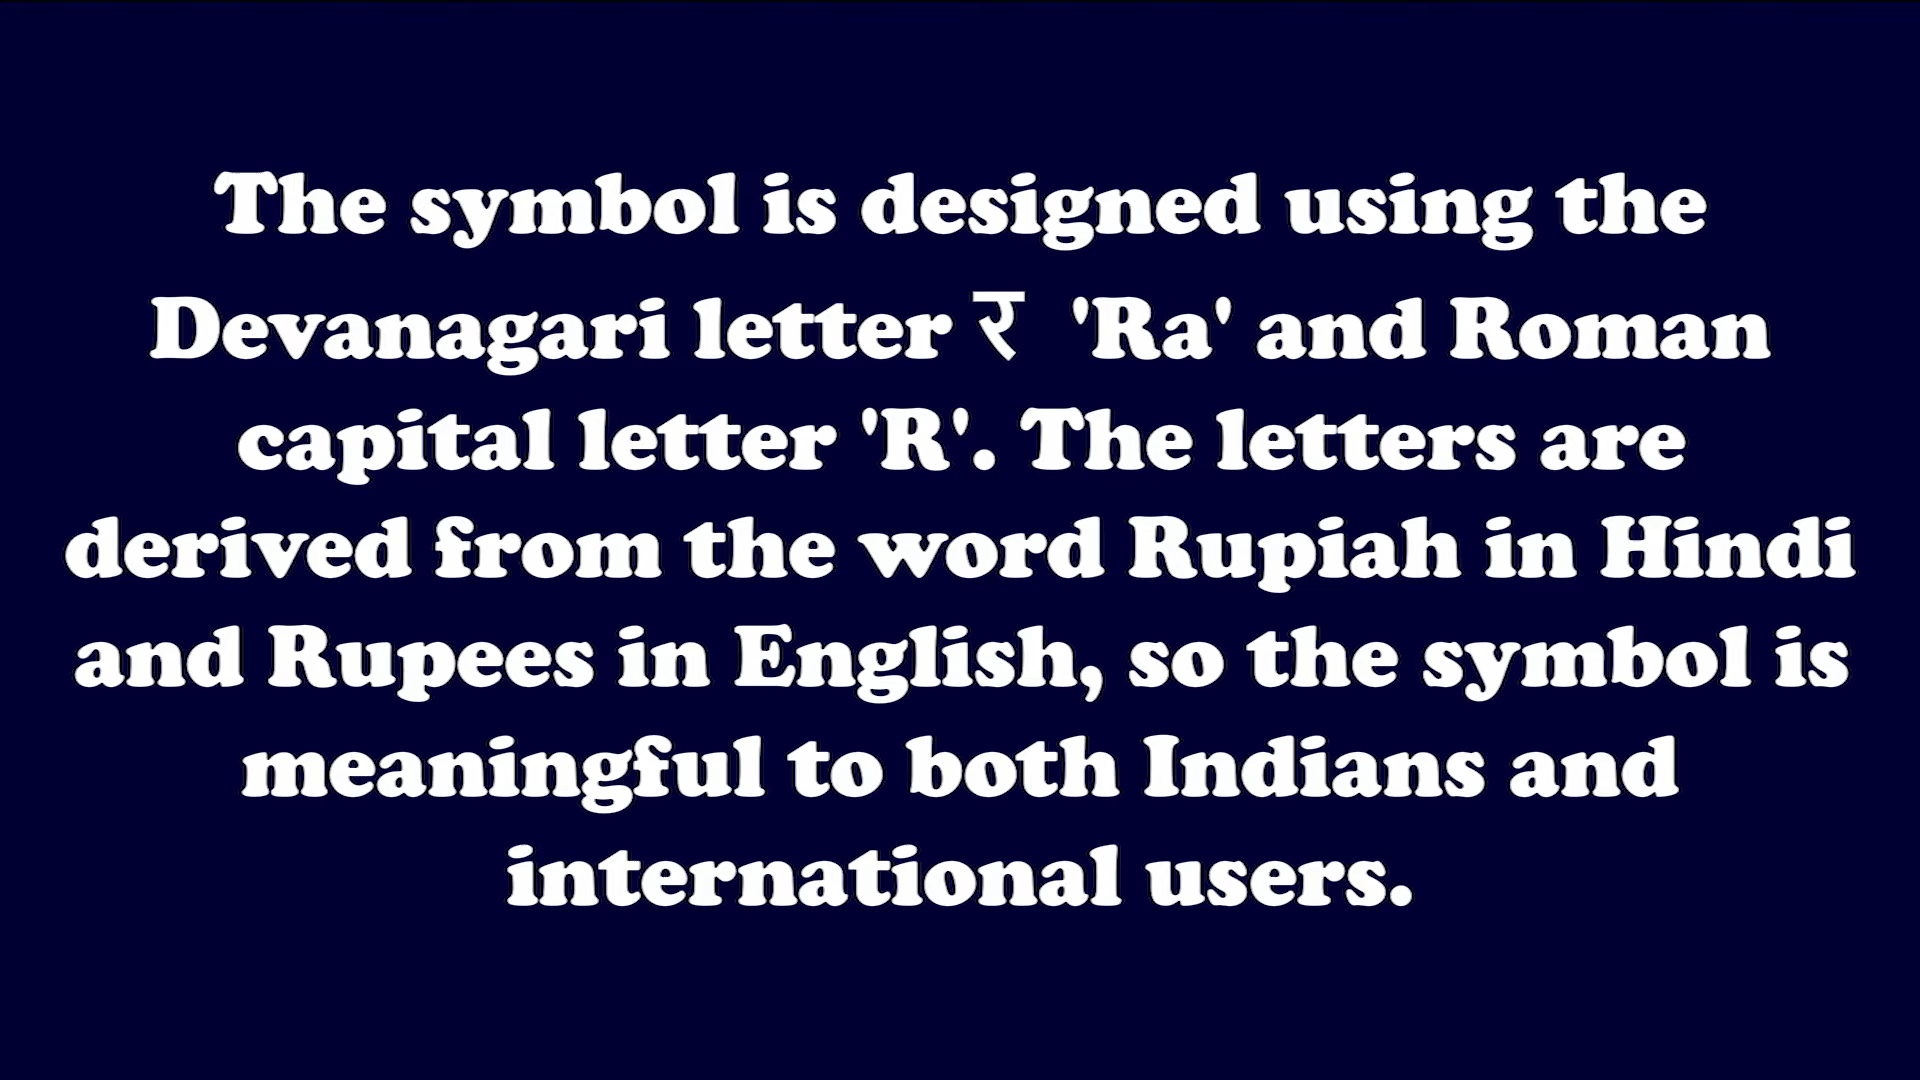 The symbol is designed using the
Devanagari letter र 'Ra' and Roman
capital letter 'R'. The letters are
derived from the word Rupiah in Hindi
and Rupees in English, so the symbol is
meaningful to both Indians and
international users.